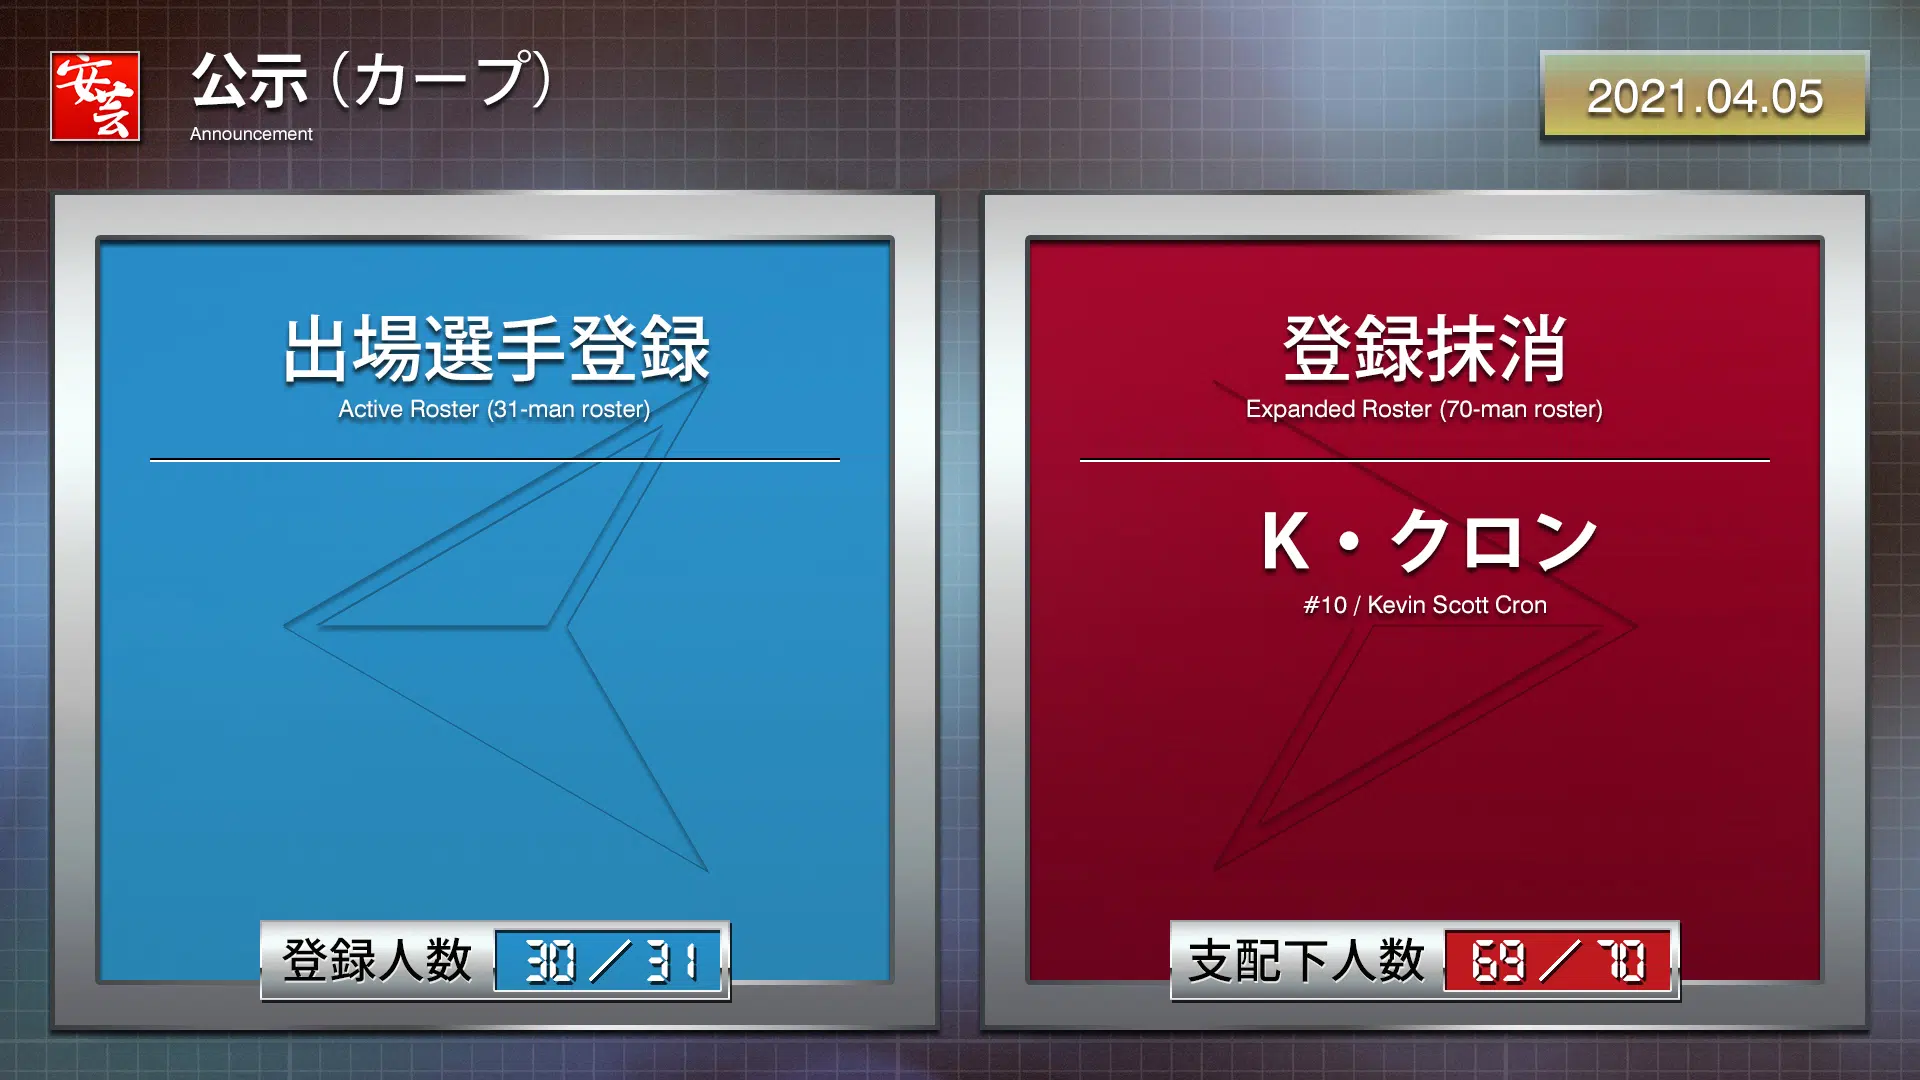 安芸
公示（カープ）
Announcement
2021.04.05
出場選手登録
Active Roster (31-man roster)
登録人数 30／31
登録抹消
Expanded Roster (70-man roster)
K・クロン
#10 / Kevin Scott Cron
支配下人数 69／70